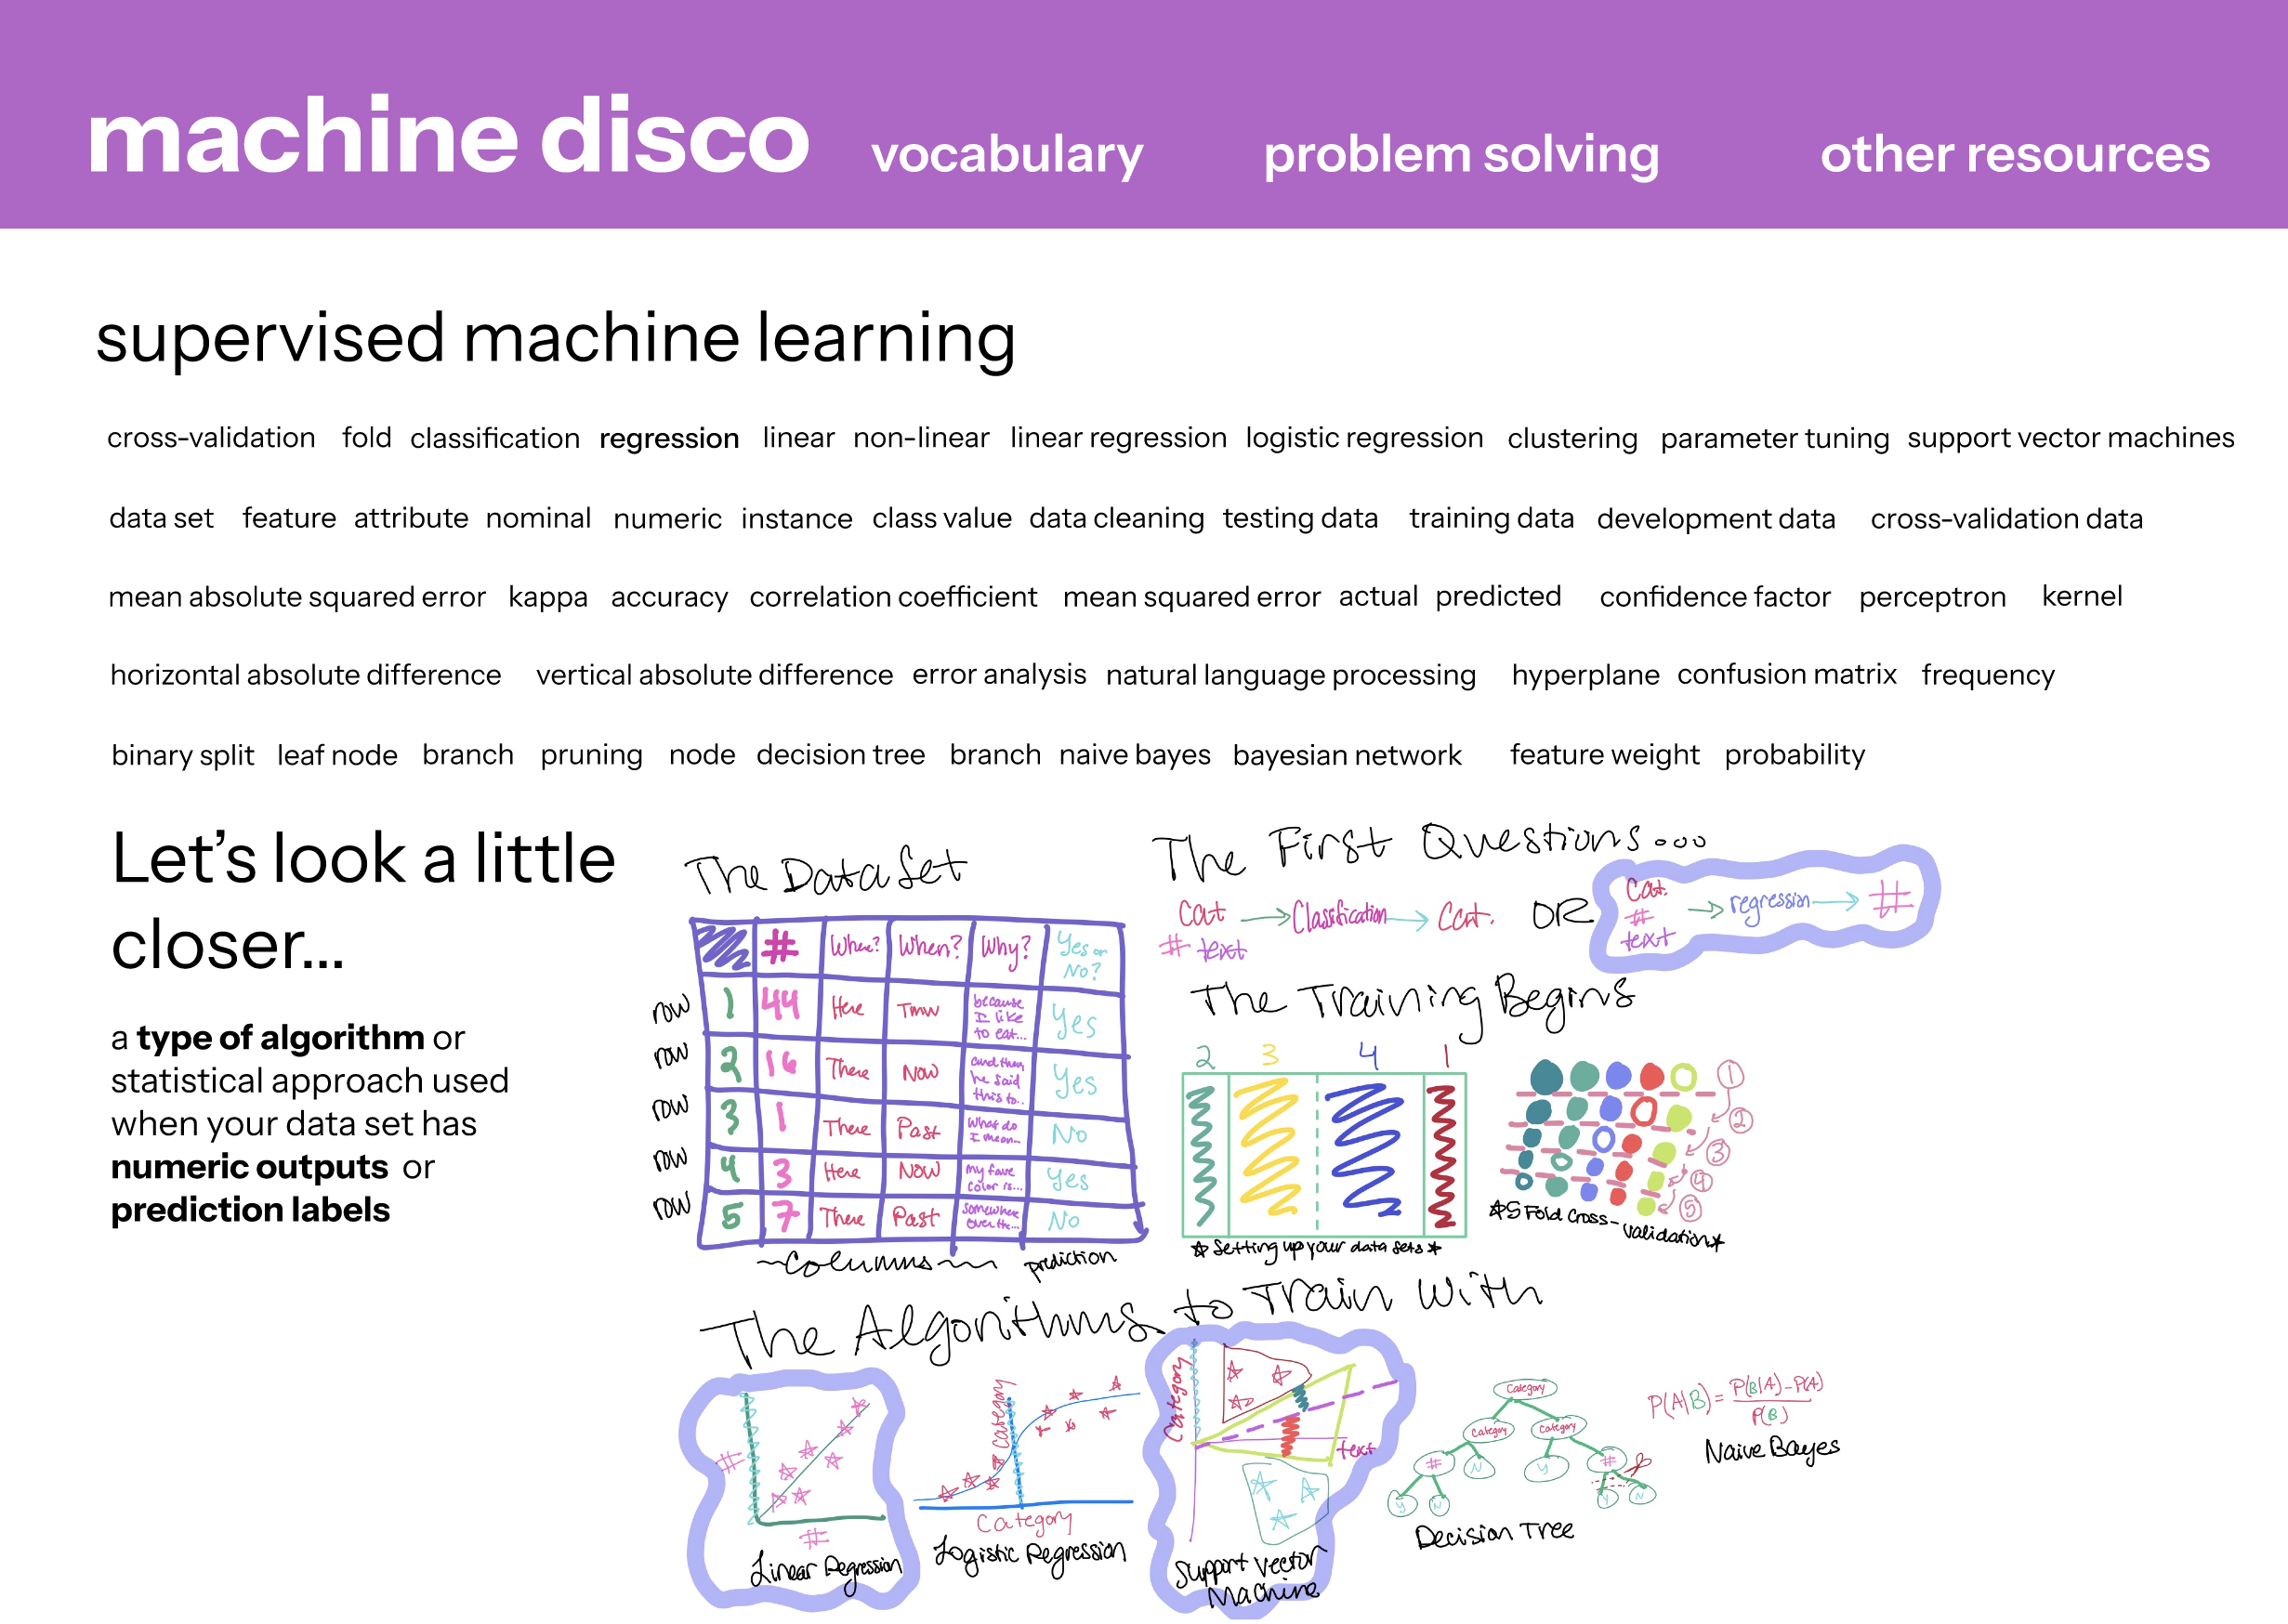 machine disco vocabulary problem solving other resources
supervised machine learning
cross-validation fold classification regression linear non-linear linear regression logistic regression clustering parameter tuning support vector machines
data set feature attribute nominal numeric instance class value data cleaning testing data training data development data cross-validation data
mean absolute squared error kappa accuracy correlation coefficient mean squared error actual predicted confidence factor perceptron kernel
horizontal absolute difference vertical absolute difference error analysis natural language processing hyperplane confusion matrix frequency
binary split leaf node branch pruning node decision tree branch naive bayes bayesian network feature weight probability
Let's look a little
closer...
a type of algorithm or
statistical approach used
when your data set has
numeric outputs or
prediction labels
The Data Set
# Where? When? Why? Yes or
No?
row 1 44 Here Tmw because
I like
to eat... Yes
row 2 16 There Now and then
he said
this to.. Yes
row 3 1 There Past What do
I mean... No
row 4 3 Here Now my fave
color is... Yes
row 5 7 There Past somewhere
over the... No
~Columns~ prediction
The First Questions...
Cat → Classification → Cat. OR
# text
Cat.
# → regression → #
text
The Training Begins
2 3 4 1
☆ Setting up your data sets ☆
1
2
3
4
5
☆5 Fold Cross-Validation☆
The Algorithms to Train With
#
#
Linear Regression
Category
Category
Logistic Regression
Category
text
Support Vector
Machine
Category
Category Category
# N Y #
Y N Y N
Decision Tree
P(A|B) = P(B|A) - P(A)
P(B)
Naive Bayes